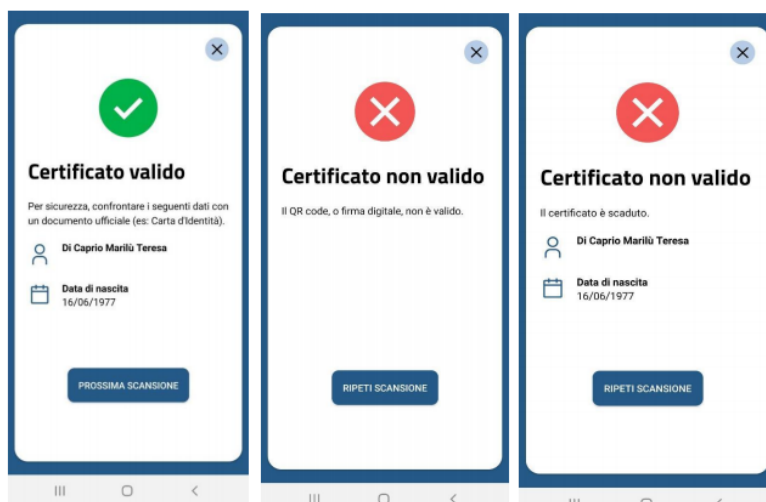 Certificato valido
Per sicurezza, confrontare i seguenti dati con
un documento ufficiale (es: Carta d'Identità).
Di Caprio Marilù Teresa
Data di nascita
16/06/1977
PROSSIMA SCANSIONE
Certificato non valido
Il QR code, o firma digitale, non è valido.
RIPETI SCANSIONE
Certificato non valido
Il certificato è scaduto.
Di Caprio Marilù Teresa
Data di nascita
16/06/1977
RIPETI SCANSIONE